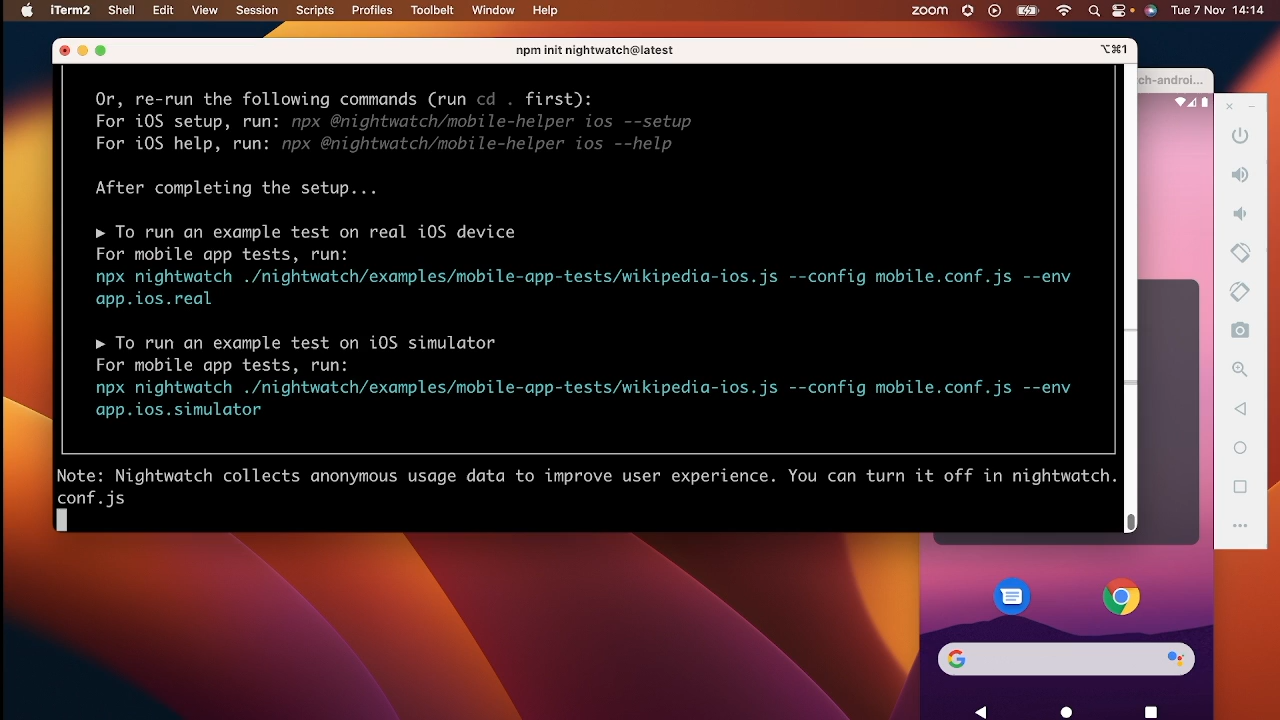 iTerm2 Shell Edit View Session Scripts Profiles Toolbelt Window Help zoom Tue 7 Nov 14:14
npm init nightwatch@latest ⌥⌘1
ch-androi...
Or, re-run the following commands (run cd . first):
For iOS setup, run: npx @nightwatch/mobile-helper ios --setup
For iOS help, run: npx @nightwatch/mobile-helper ios --help
After completing the setup...
▶ To run an example test on real iOS device
For mobile app tests, run:
npx nightwatch ./nightwatch/examples/mobile-app-tests/wikipedia-ios.js --config mobile.conf.js --env
app.ios.real
▶ To run an example test on iOS simulator
For mobile app tests, run:
npx nightwatch ./nightwatch/examples/mobile-app-tests/wikipedia-ios.js --config mobile.conf.js --env
app.ios.simulator
Note: Nightwatch collects anonymous usage data to improve user experience. You can turn it off in nightwatch.
conf.js